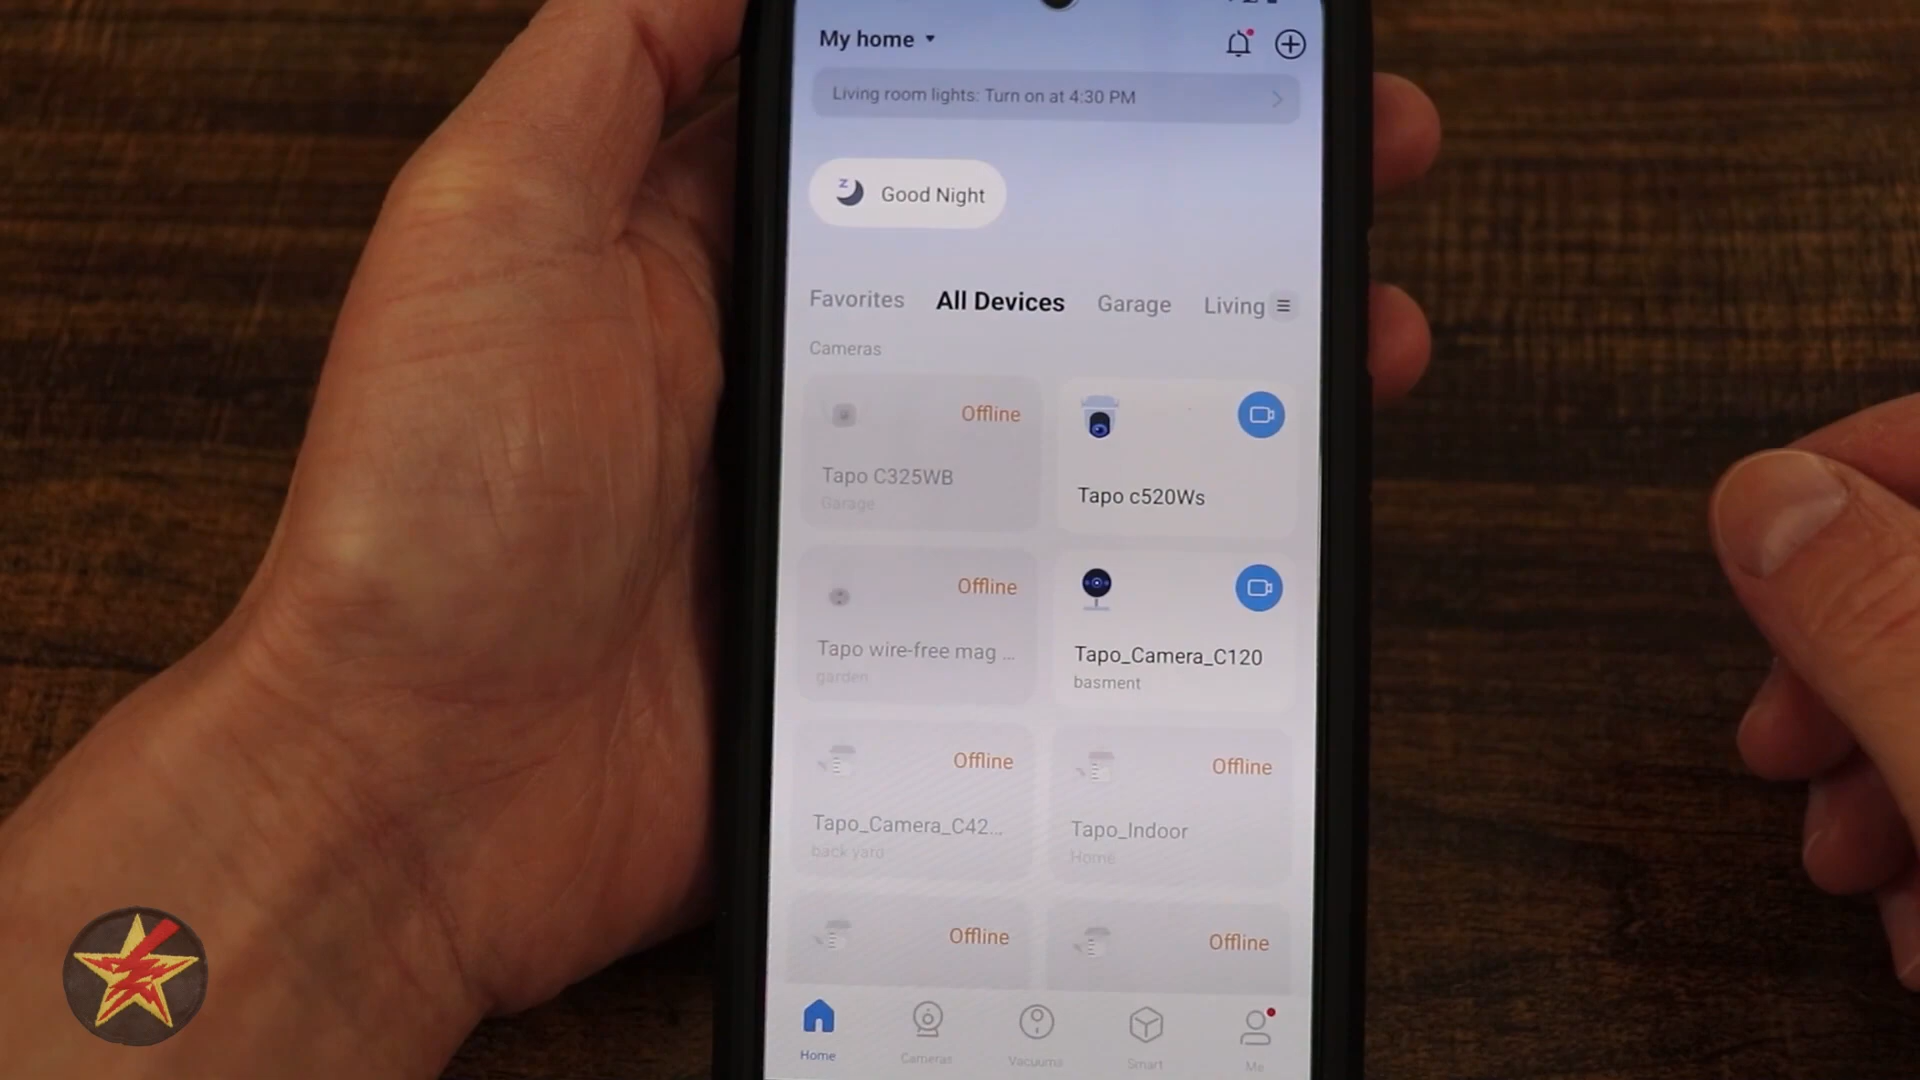 My home
Living room lights: Turn on at 4:30 PM
Good Night
Favorites All Devices Garage Living
Cameras
Offline
Tapo C325WB
Garage
Tapo c520Ws
Offline
Tapo wire-free mag ...
garden
Tapo_Camera_C120
basment
Offline
Tapo_Camera_C42...
back yard
Offline
Tapo_Indoor
Home
Offline
Offline
Home Cameras Vacuums Smart Me